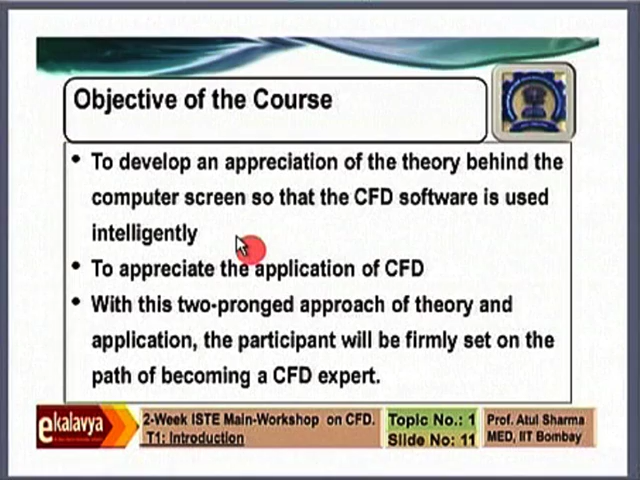 Objective of the Course
• To develop an appreciation of the theory behind the
computer screen so that the CFD software is used
intelligently
• To appreciate the application of CFD
• With this two-pronged approach of theory and
application, the participant will be firmly set on the
path of becoming a CFD expert.
ekalavya
2-Week ISTE Main-Workshop on CFD.
T1: Introduction
Topic No.: 1
Slide No: 11
Prof. Atul Sharma
MED, IIT Bombay